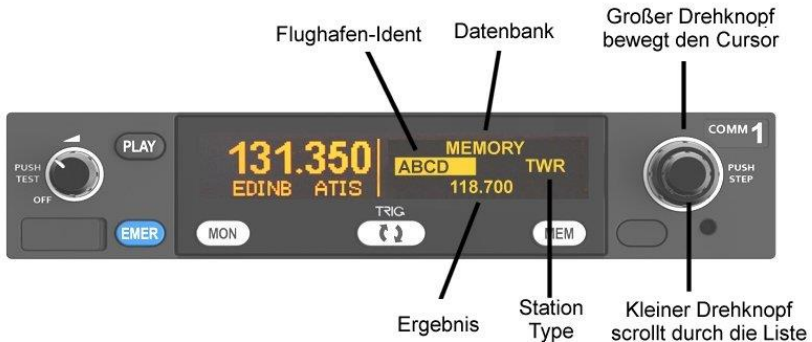 Großer Drehknopf
bewegt den Cursor
Flughafen-Ident
Datenbank
PUSH
TEST
OFF
PLAY
EMER
131.350
EDINB ATIS
MEMORY
ABCD
TWR
118.700
COMM 1
PUSH
STEP
MON
TRIG
MEM
Ergebnis
Station
Type
Kleiner Drehknopf
scrollt durch die Liste